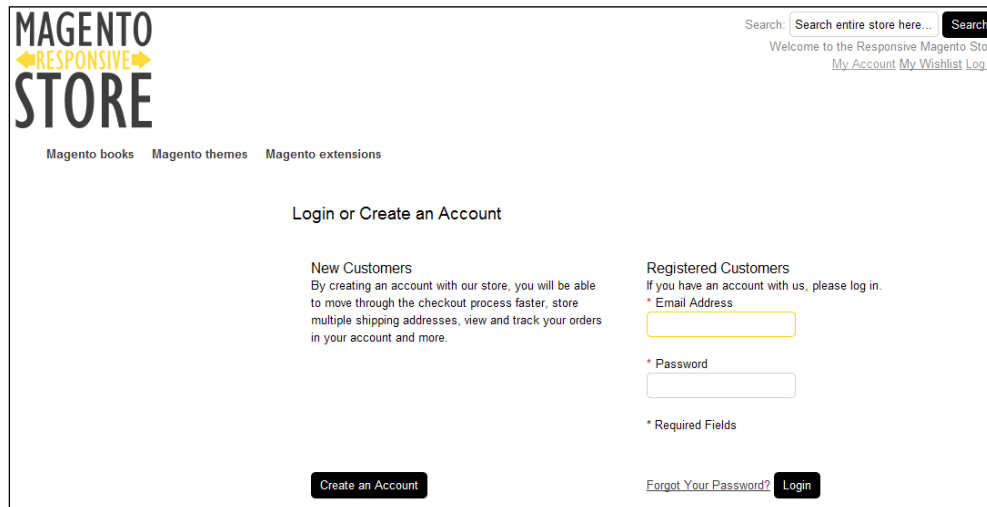 MAGENTO
RESPONSIVE
STORE
Search: Search entire store here... Search
Welcome to the Responsive Magento Sto
My Account My Wishlist Log
Magento books Magento themes Magento extensions
Login or Create an Account
New Customers
By creating an account with our store, you will be able
to move through the checkout process faster, store
multiple shipping addresses, view and track your orders
in your account and more.
Create an Account
Registered Customers
If you have an account with us, please log in.
* Email Address
* Password
* Required Fields
Forgot Your Password? Login